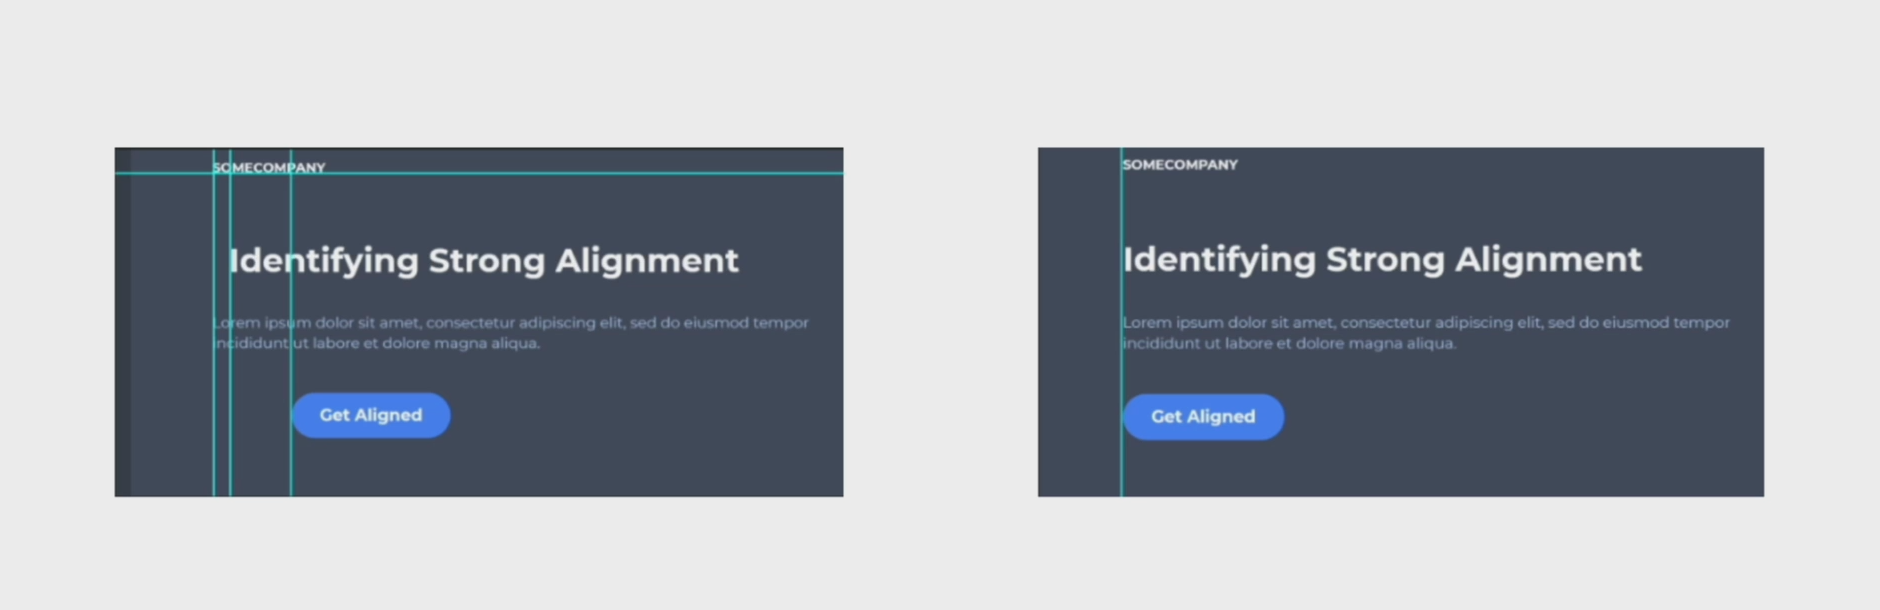 SOMECOMPANY
Identifying Strong Alignment
Lorem ipsum dolor sit amet, consectetur adipiscing elit, sed do eiusmod tempor
incididunt ut labore et dolore magna aliqua.
Get Aligned
SOMECOMPANY
Identifying Strong Alignment
Lorem ipsum dolor sit amet, consectetur adipiscing elit, sed do eiusmod tempor
incididunt ut labore et dolore magna aliqua.
Get Aligned